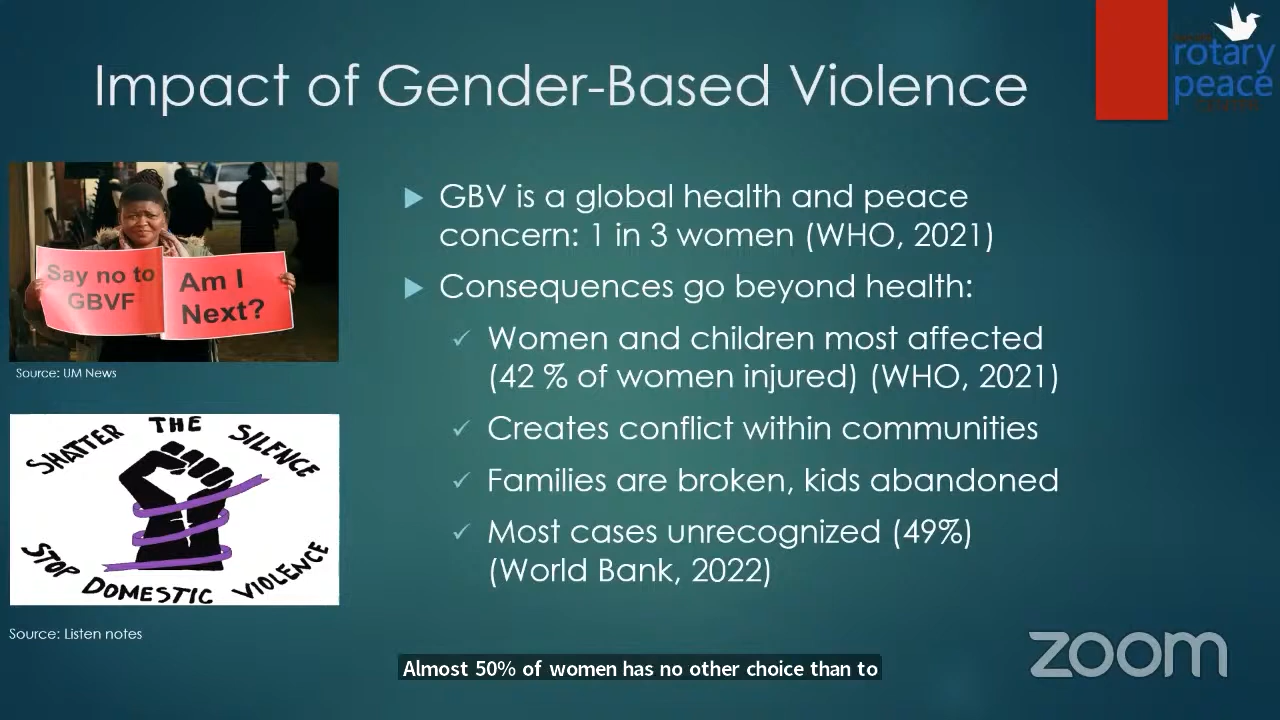 Impact of Gender-Based Violence
rotary
peace
Say no to
GBVF
Am I
Next?
Source: UM News
SHATTER THE SILENCE
STOP DOMESTIC VIOLENCE
Source: Listen notes
GBV is a global health and peace
concern: 1 in 3 women (WHO, 2021)
Consequences go beyond health:
Women and children most affected
(42 % of women injured) (WHO, 2021)
Creates conflict within communities
Families are broken, kids abandoned
Most cases unrecognized (49%)
(World Bank, 2022)
zoom
Almost 50% of women has no other choice than to